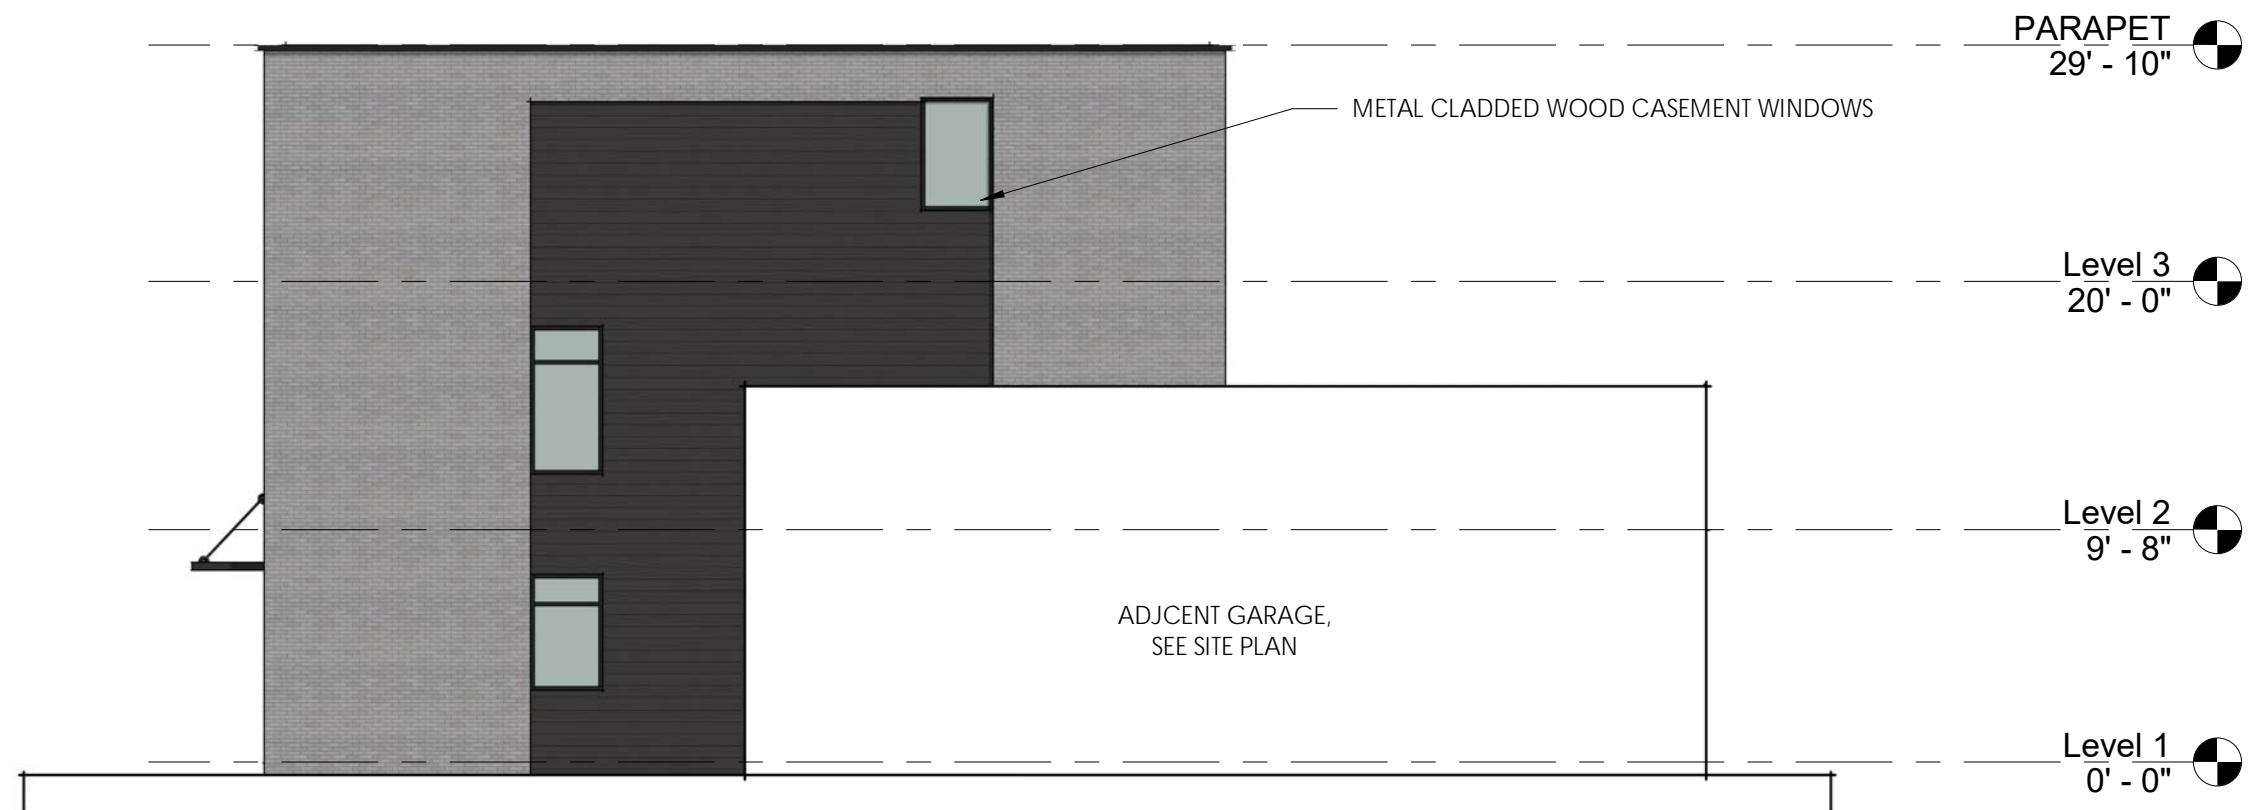 PARAPET
29' - 10"
METAL CLADDED WOOD CASEMENT WINDOWS
Level 3
20' - 0"
Level 2
9' - 8"
ADJCENT GARAGE,
SEE SITE PLAN
Level 1
0' - 0"